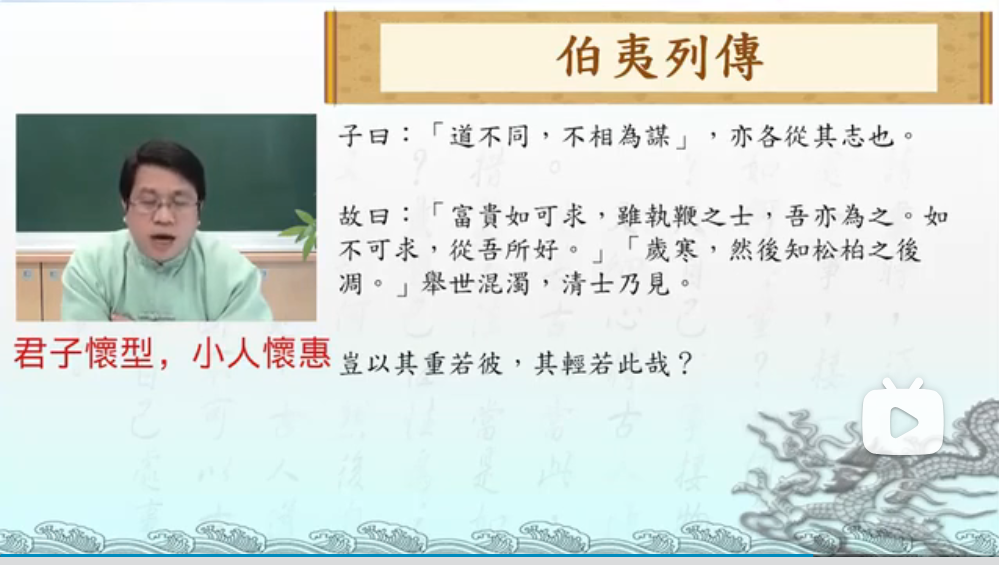 伯夷列傳
子曰：「道不同，不相為謀」，亦各從其志也。
故曰：「富貴如可求，雖執鞭之士，吾亦為之。如
不可求，從吾所好。」「歲寒，然後知松柏之後
凋。」舉世混濁，清士乃見。
豈以其重若彼，其輕若此哉？
君子懷型，小人懷惠